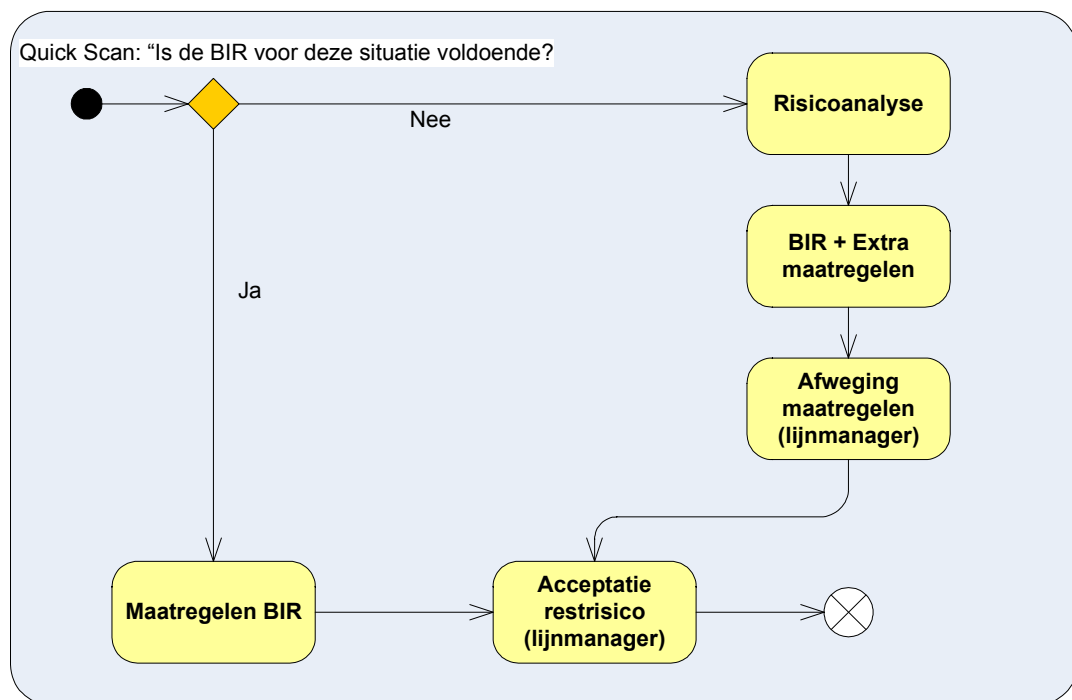 Quick Scan: “Is de BIR voor deze situatie voldoende?
Nee
Risicoanalyse
BIR + Extra
maatregelen
Ja
Afweging
maatregelen
(lijnmanager)
Maatregelen BIR
Acceptatie
restrisico
(lijnmanager)